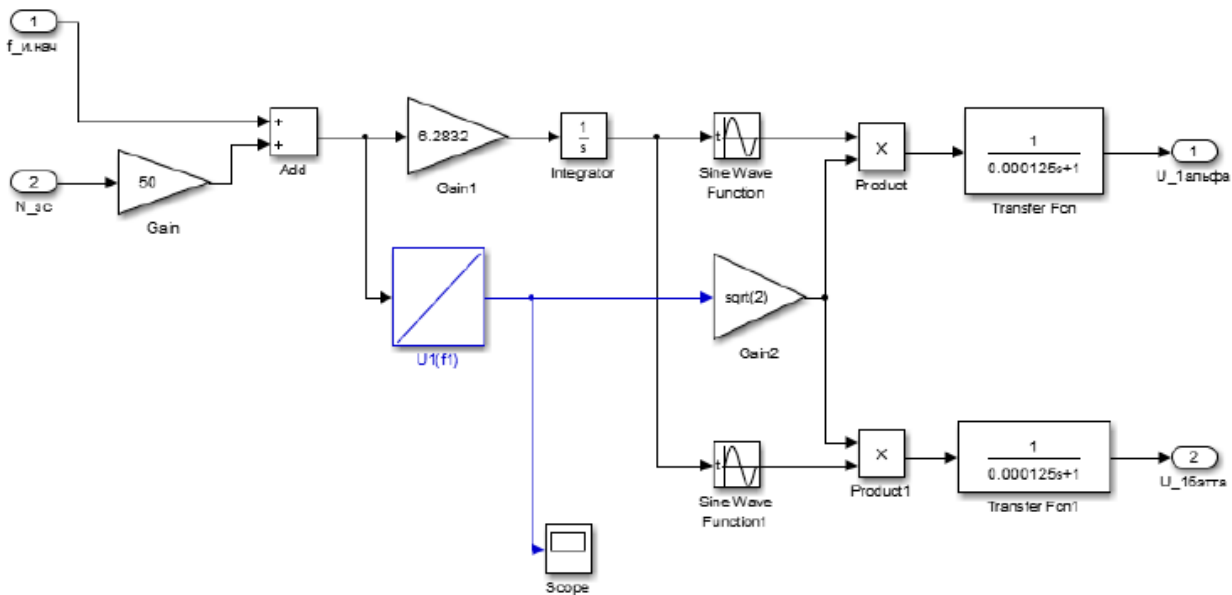 1
f_и.нач
2
N_зс
50
Gain
+
+
Add
6.2832
Gain1
1
s
Integrator
t
Sine Wave
Function
X
Product
1
0.000125s+1
Transfer Fcn
1
U_1альфа
U1(f1)
sqrt(2)
Gain2
t
Sine Wave
Function1
X
Product1
1
0.000125s+1
Transfer Fcn1
2
U_1бэтта
Scope